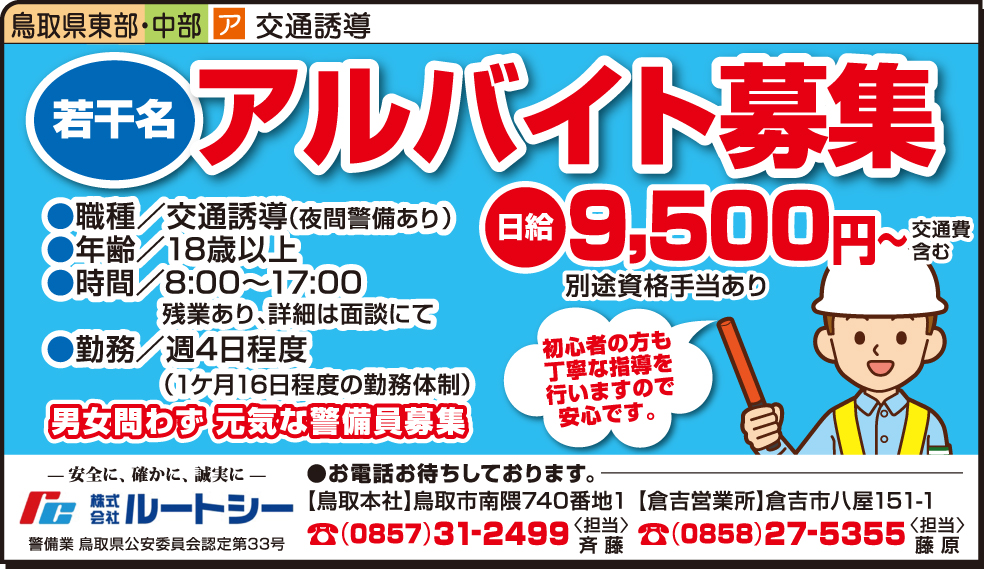 鳥取県東部・中部 ア 交通誘導
若干名 アルバイト募集
●職種／交通誘導（夜間警備あり）
●年齢／18歳以上
●時間／8:00〜17:00
残業あり、詳細は面談にて
●勤務／週4日程度
（1ケ月16日程度の勤務体制）
男女問わず 元気な警備員募集
日給 9,500円〜 交通費
含む
別途資格手当あり
初心者の方も
丁寧な指導を
行いますので
安心です。
― 安全に、確かに、誠実に ―
rc 株式
会社 ルートシー
警備業 鳥取県公安委員会認定第33号
●お電話お待ちしております。
【鳥取本社】鳥取市南隈740番地1
☎（0857）31-2499〈担当〉
斉 藤
【倉吉営業所】倉吉市八屋151-1
☎（0858）27-5355〈担当〉
藤 原